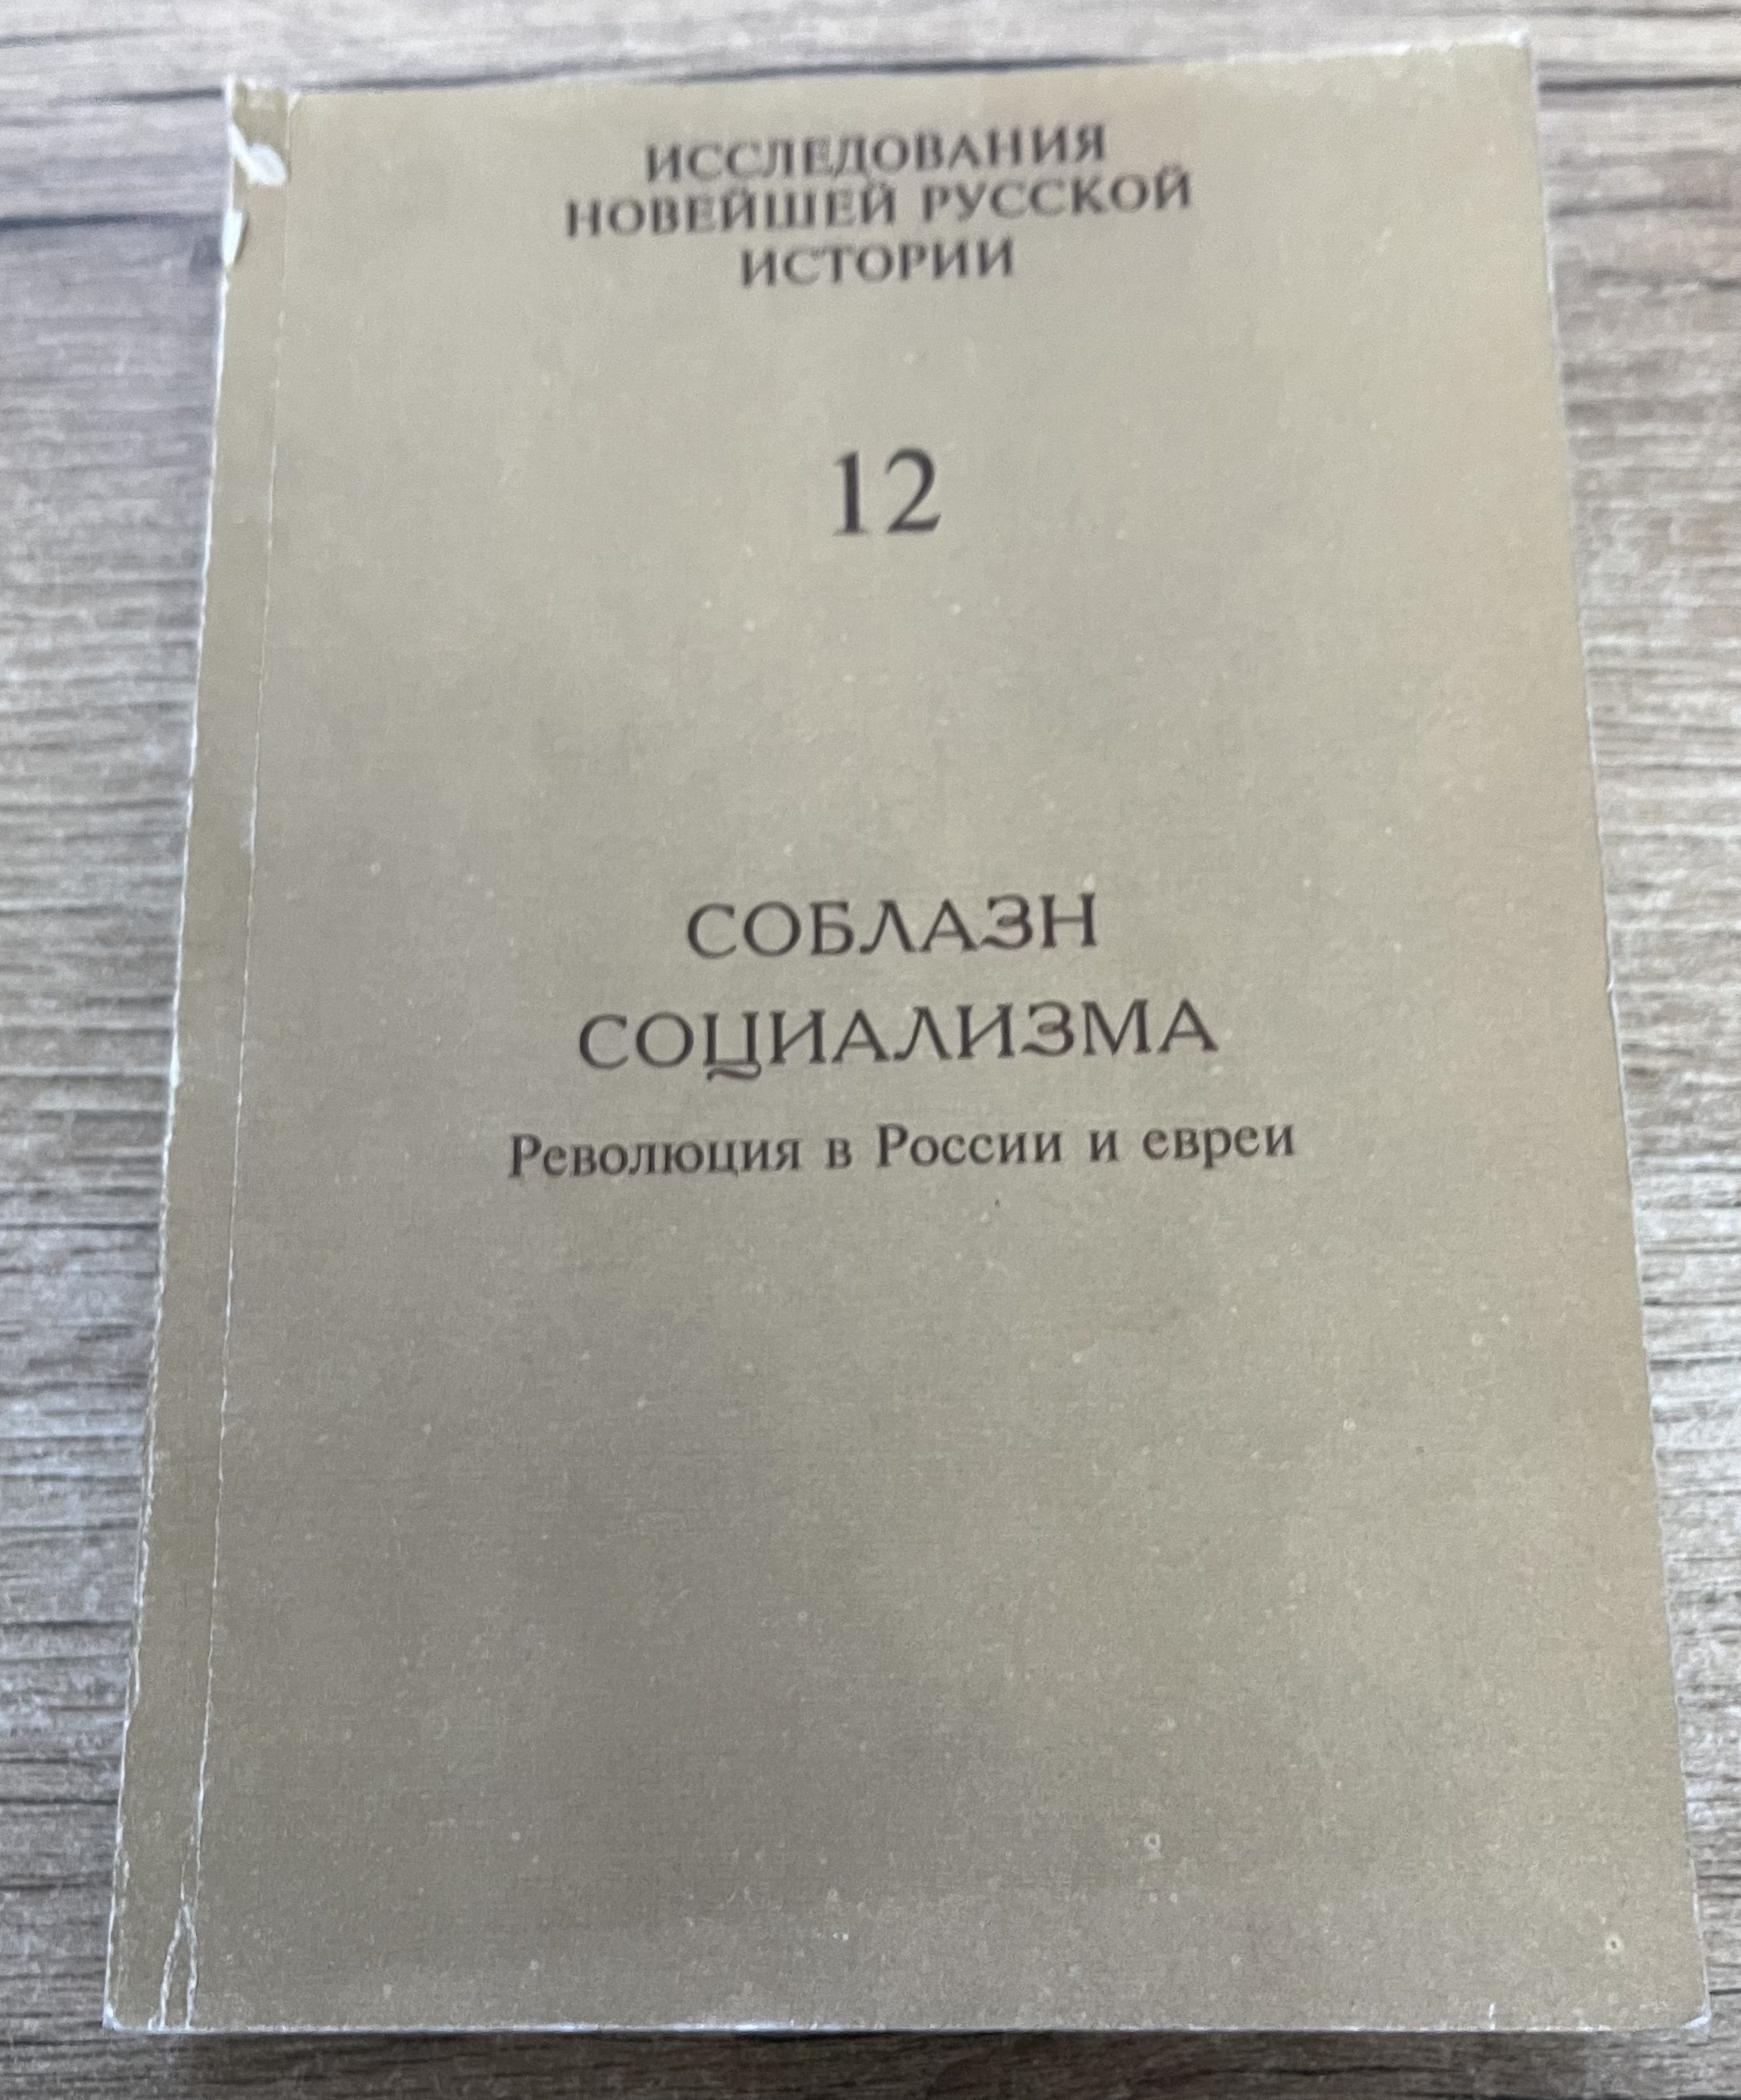 ИССЛЕДОВАНИЯ
НОВЕЙШЕЙ РУССКОЙ
ИСТОРИИ
12
СОБЛАЗН
СОЦИАЛИЗМА
Революция в России и евреи